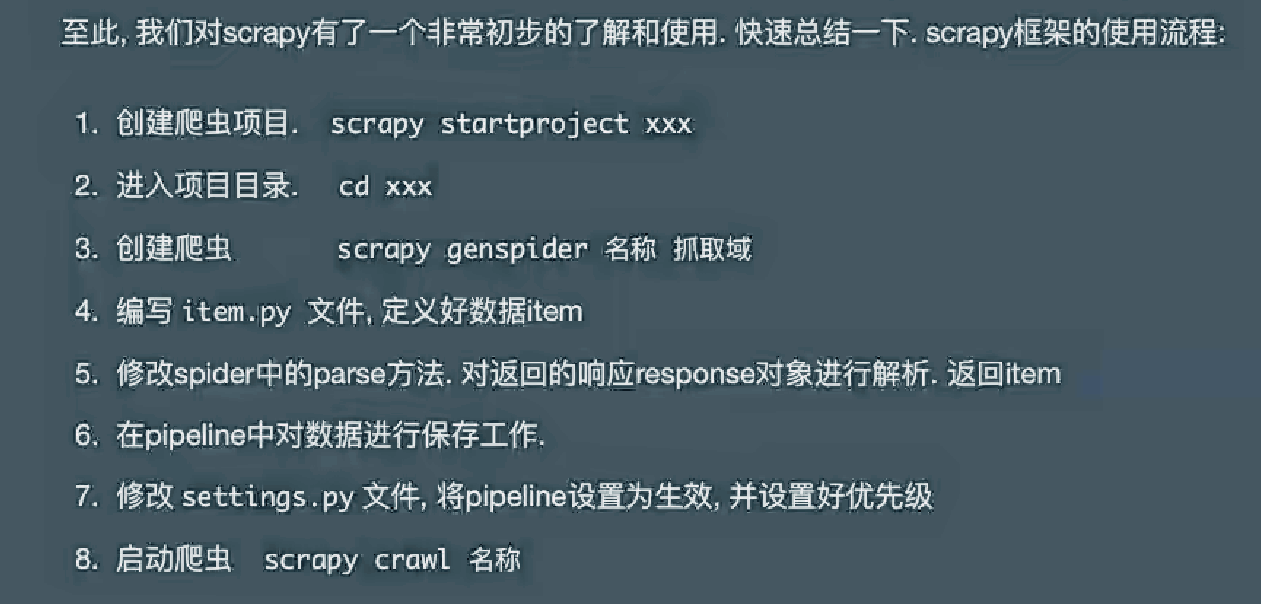 至此, 我们对scrapy有了一个非常初步的了解和使用. 快速总结一下. scrapy框架的使用流程:
1. 创建爬虫项目. scrapy startproject xxx
2. 进入项目目录. cd xxx
3. 创建爬虫 scrapy genspider 名称 抓取域
4. 编写 item.py 文件, 定义好数据item
5. 修改spider中的parse方法. 对返回的响应response对象进行解析. 返回item
6. 在pipeline中对数据进行保存工作.
7. 修改 settings.py 文件, 将pipeline设置为生效, 并设置好优先级
8. 启动爬虫 scrapy crawl 名称